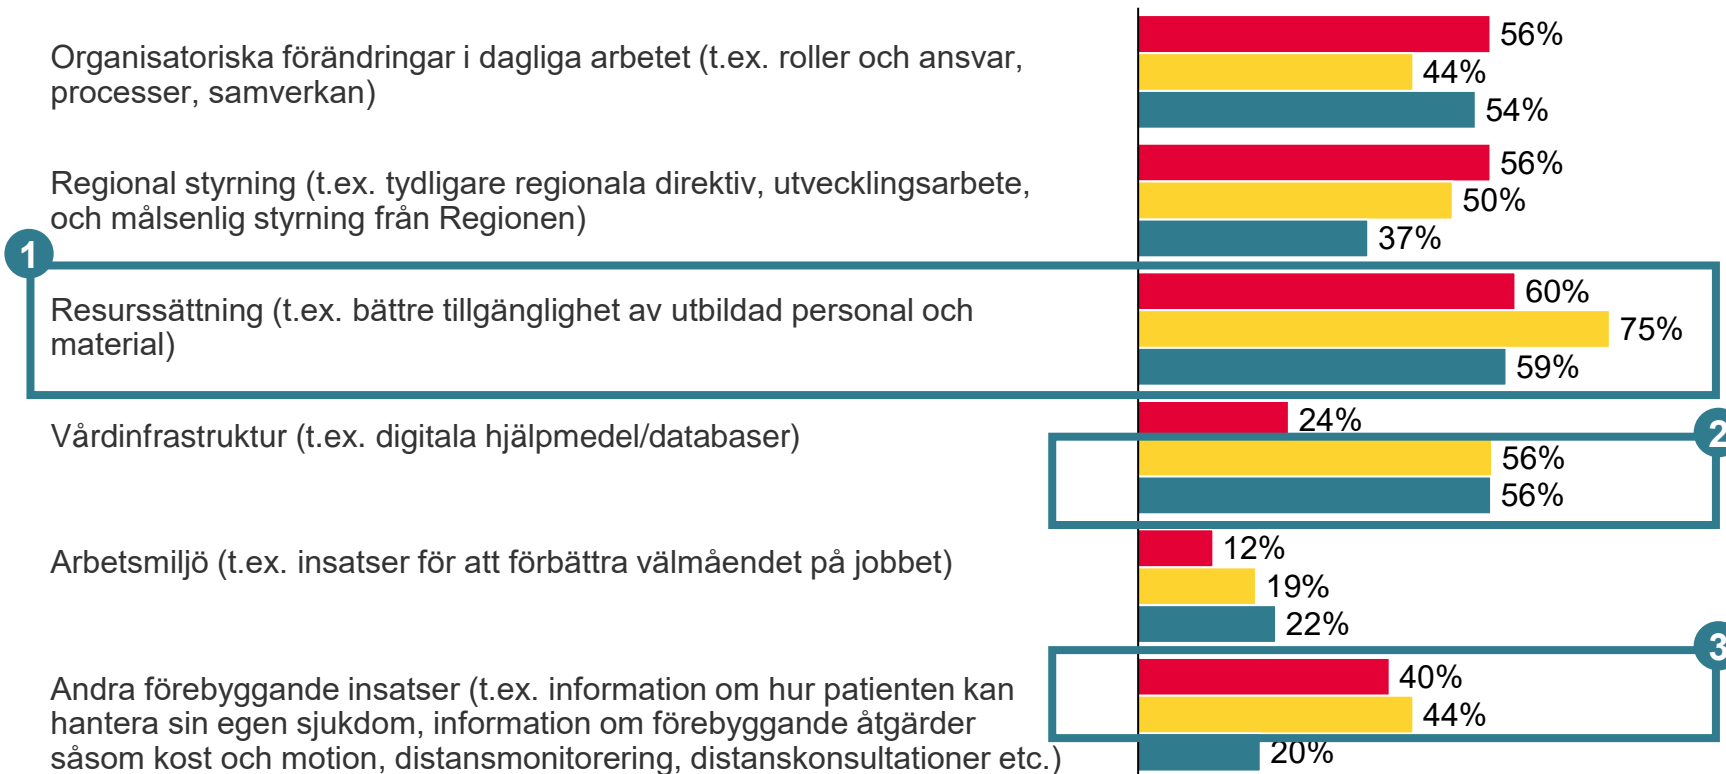 Organisatoriska förändringar i dagliga arbetet (t.ex. roller och ansvar,
processer, samverkan)
56%
44%
54%
Regional styrning (t.ex. tydligare regionala direktiv, utvecklingsarbete,
och målsenlig styrning från Regionen)
56%
50%
37%
1
Resurssättning (t.ex. bättre tillgänglighet av utbildad personal och
material)
60%
75%
59%
Vårdinfrastruktur (t.ex. digitala hjälpmedel/databaser)
24%
2
56%
56%
Arbetsmiljö (t.ex. insatser för att förbättra välmåendet på jobbet)
12%
19%
22%
3
Andra förebyggande insatser (t.ex. information om hur patienten kan
hantera sin egen sjukdom, information om förebyggande åtgärder
såsom kost och motion, distansmonitorering, distanskonsultationer etc.)
40%
44%
20%